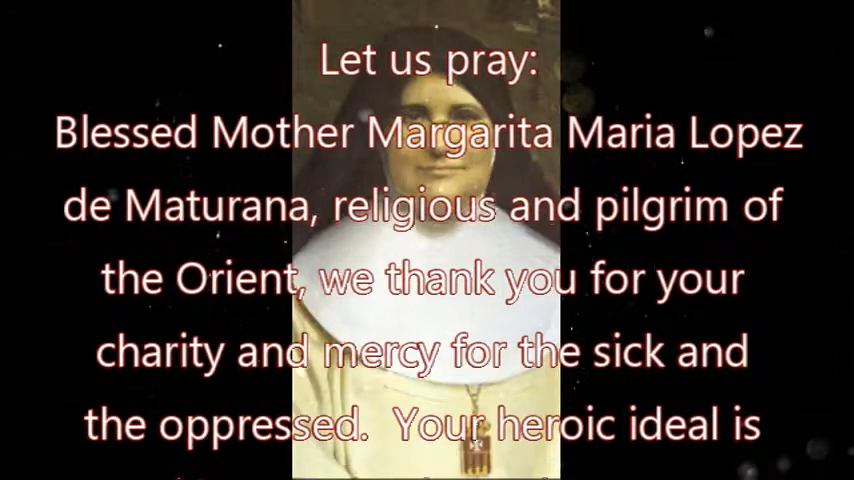 Let us pray:
Blessed Mother Margarita Maria Lopez
de Maturana, religious and pilgrim of
the Orient, we thank you for your
charity and mercy for the sick and
the oppressed.  Your heroic ideal is